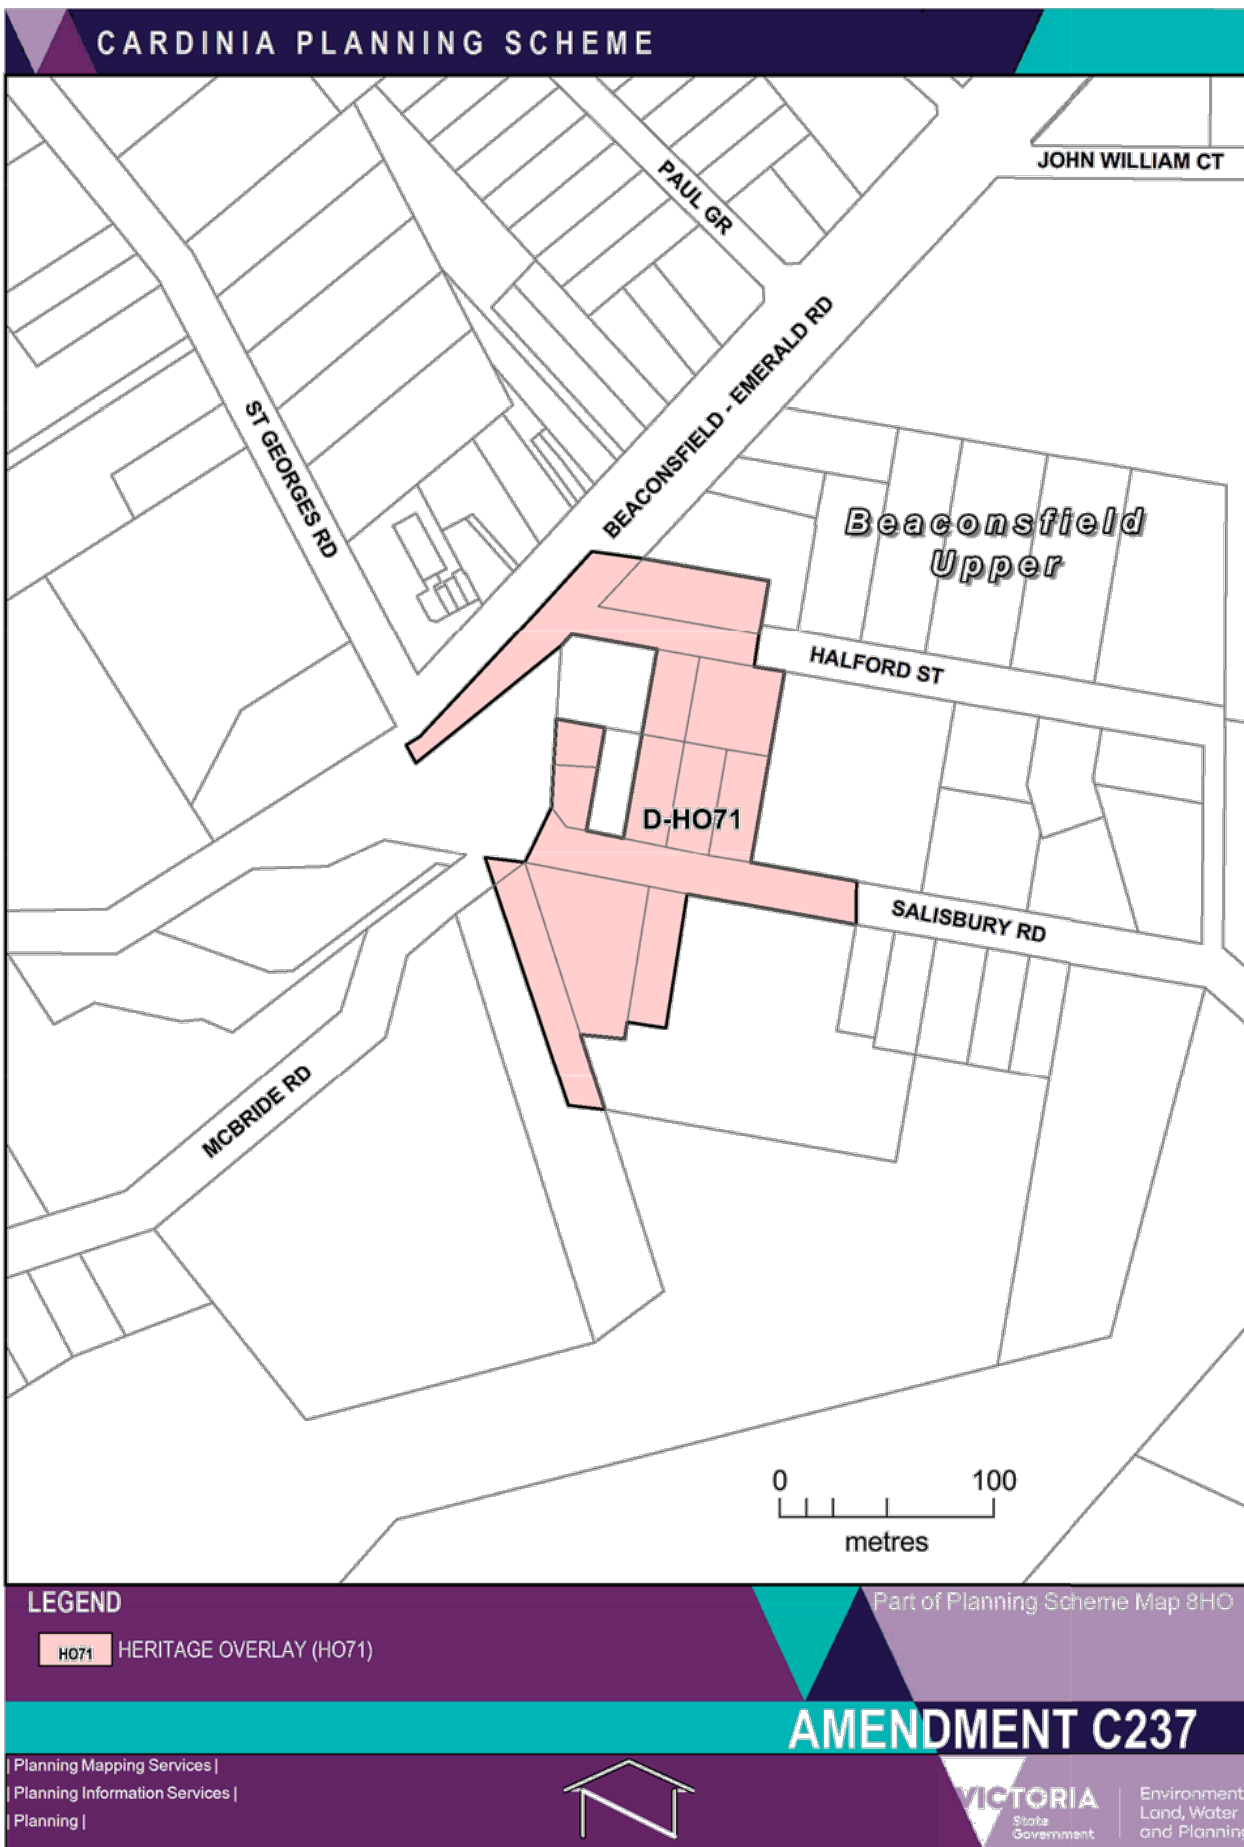 CARDINIA PLANNING SCHEME
JOHN WILLIAM CT
PAUL GR
BEACONSFIELD - EMERALD RD
ST GEORGES RD
Beaconsfield
Upper
HALFORD ST
D-HO71
SALISBURY RD
MCBRIDE RD
0 100
metres
LEGEND
Part of Planning Scheme Map 8HO
HO71 HERITAGE OVERLAY (HO71)
AMENDMENT C237
| Planning Mapping Services |
| Planning Information Services |
| Planning |
VICTORIA
State
Government
Environment,
Land, Water
and Planning